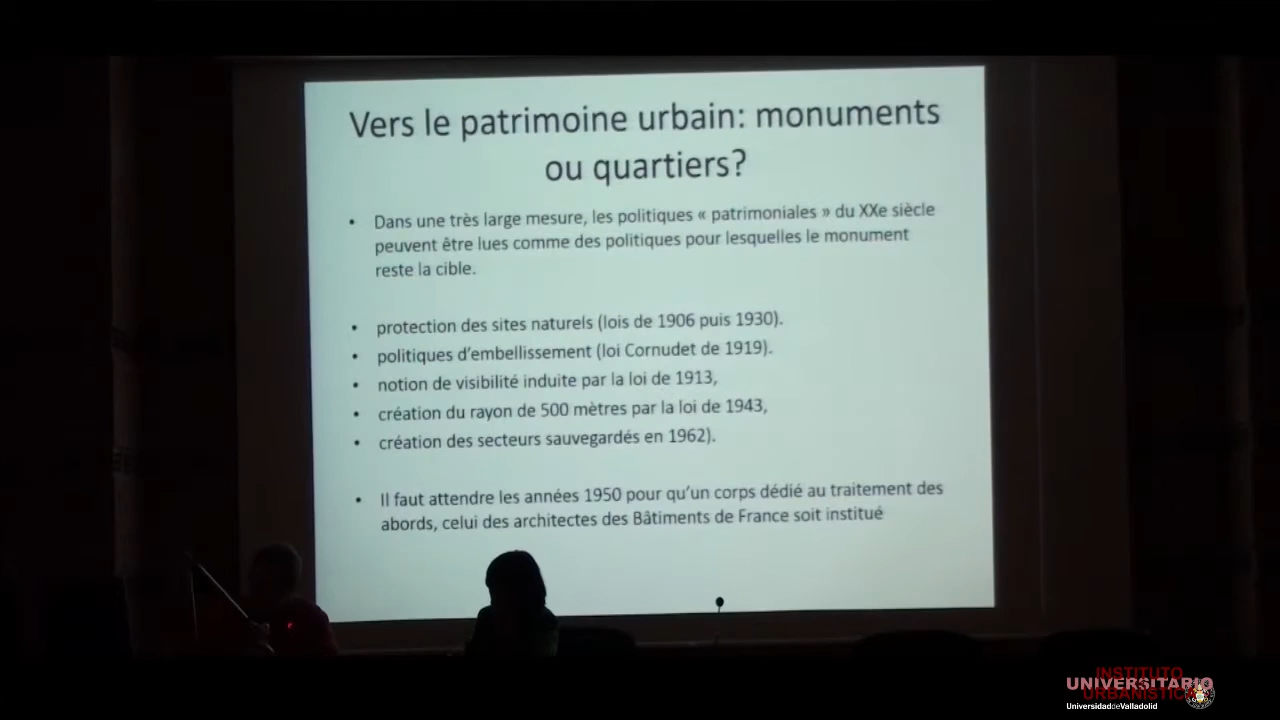 Vers le patrimoine urbain: monuments
ou quartiers?
• Dans une très large mesure, les politiques « patrimoniales » du XXe siècle
peuvent être lues comme des politiques pour lesquelles le monument
reste la cible.
• protection des sites naturels (lois de 1906 puis 1930).
• politiques d'embellissement (loi Cornudet de 1919).
• notion de visibilité induite par la loi de 1913,
• création du rayon de 500 mètres par la loi de 1943,
• création des secteurs sauvegardés en 1962).
• Il faut attendre les années 1950 pour qu'un corps dédié au traitement des
abords, celui des architectes des Bâtiments de France soit institué
INSTITUTO
UNIVERSITARIO
URBANÍSTICA
UniversidaddeValladolid